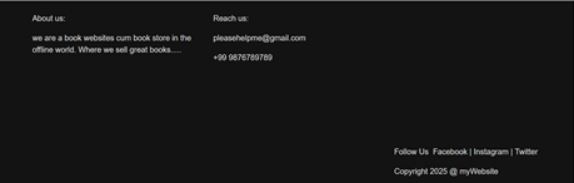 About us:
we are a book websites cum book store in the
offline world. Where we sell great books.....
Reach us:
pleasehelpme@gmail.com
+99 9876789789
Follow Us  Facebook | Instagram | Twitter
Copyright 2025 @ myWebsite